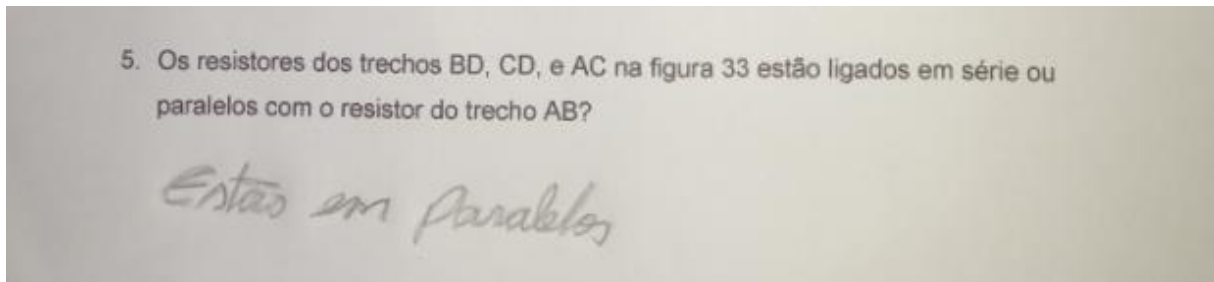 5. Os resistores dos trechos BD, CD, e AC na figura 33 estão ligados em série ou
paralelos com o resistor do trecho AB?
Estão em Paralelos